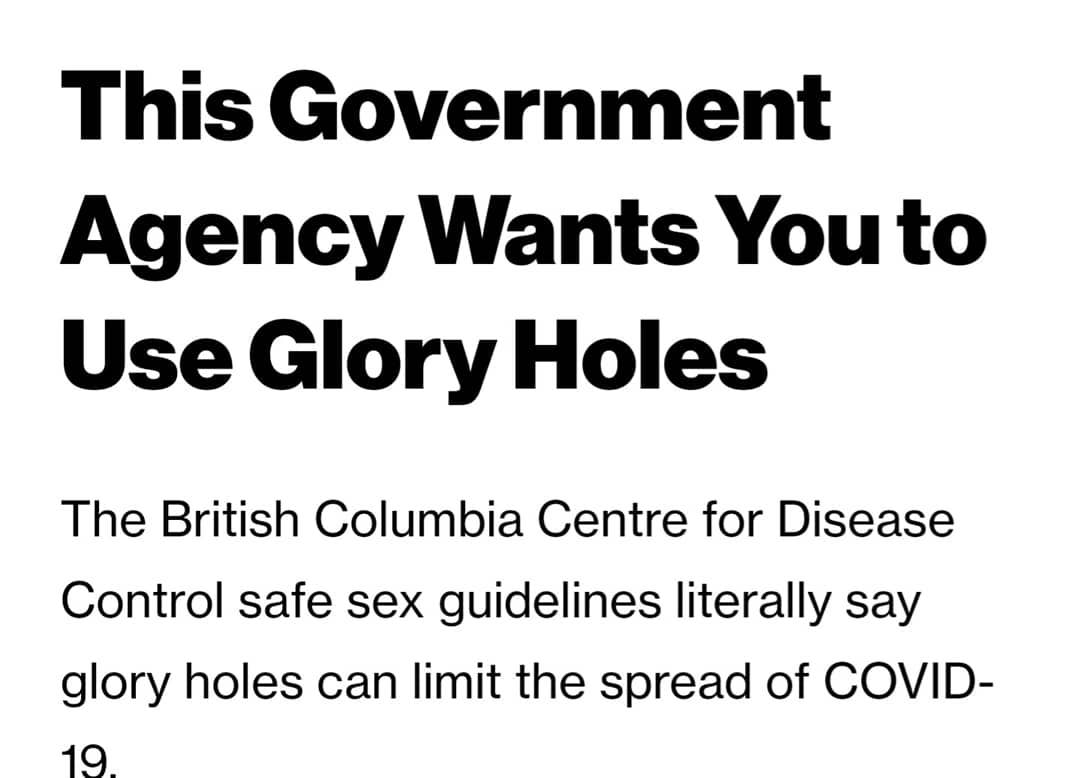 This Government
Agency Wants You to
Use Glory Holes
The British Columbia Centre for Disease
Control safe sex guidelines literally say
glory holes can limit the spread of COVID-
19.